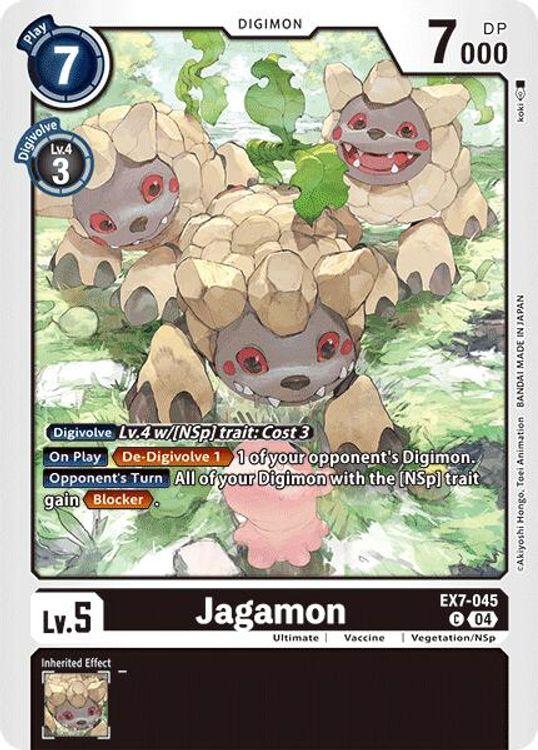 Play
7
DIGIMON
7000
DP
Digivolve
Lv.4
3
koki
Digivolve Lv.4 w/[NSp] trait: Cost 3
On Play De-Digivolve 1 1 of your opponent's Digimon.
Opponent's Turn All of your Digimon with the [NSp] trait
gain Blocker .
©Akiyoshi Hongo, Toei Animation BANDAI MADE IN JAPAN
Lv.5
Jagamon
EX7-045
C 04
Ultimate | Vaccine | Vegetation/NSp
Inherited Effect
–